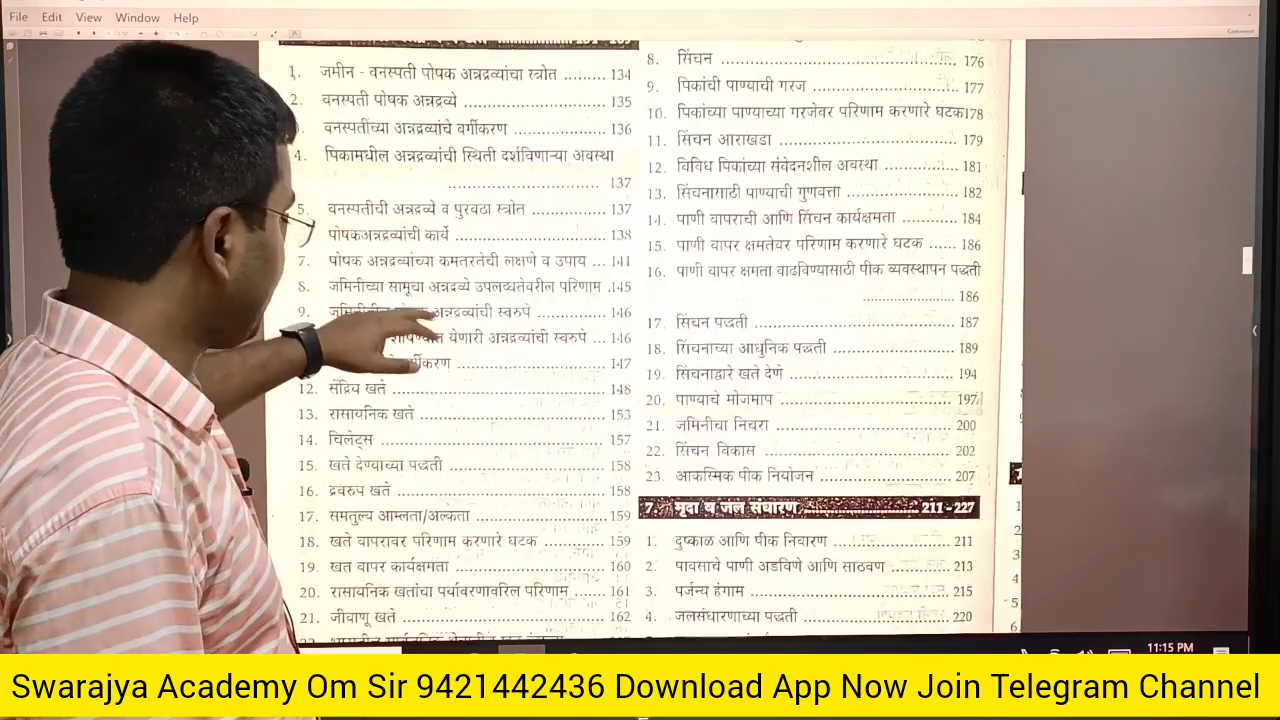 File Edit View Window Help
1. जमीन - वनस्पती पोषक अन्नद्रव्यांचा स्त्रोत ......... 134
2. वनस्पती पोषक अन्नद्रव्ये ........................... 135
वनस्पतींच्या अन्नद्रव्यांचे वर्गीकरण .................. 136
4. पिकामधील अन्नद्रव्यांची स्थिती दर्शविणाऱ्या अवस्था
............................. 137
5. वनस्पतीची अन्नद्रव्ये व पुरवठा स्त्रोत ............... 137
पोषकअन्नद्रव्यांची कार्ये ............................ 138
7. पोषक अन्नद्रव्यांच्या कमतरतेची लक्षणे व उपाय ... 141
8. जमिनीच्या सामूचा अन्नद्रव्ये उपलब्धतेवरील परिणाम .145
9. अन्नद्रव्यांची स्वरुपे ............... 146
येणारी अन्नद्रव्यांची स्वरुपे ... 146
............................ 147
12. सेंद्रिय खते ........................................ 148
13. रासायनिक खते ................................... 153
14. चिलेट्स .......................................... 157
15. खते देण्याच्या पद्धती .............................. 158
16. द्रवरुप खते ....................................... 158
17. समतुल्य आम्लता/अल्कता ......................... 159
18. खते वापरावर परिणाम करणारे घटक ............... 159
19. खत वापर कार्यक्षमता ............................. 160
20. रासायनिक खतांचा पर्यावरणावरिल परिणाम ....... 161
21. जीवाणू खते ....................................... 162
8. सिंचन ............................................. 176
9. पिकांची पाण्याची गरज ............................ 177
10. पिकांच्या पाण्याच्या गरजेवर परिणाम करणारे घटक178
11. सिंचन आराखडा ................................... 179
12. विविध पिकांच्या संवेदनशील अवस्था .............. 181
13. सिंचनासाठी पाण्याची गुणवत्ता .................... 182
14. पाणी वापराची आणि सिंचन कार्यक्षमता ........... 184
15. पाणी वापर क्षमतेवर परिणाम करणारे घटक ...... 186
16. पाणी वापर क्षमता वाढविण्यासाठी पीक व्यवस्थापन पद्धती
...................... 186
17. सिंचन पद्धती ...................................... 187
18. सिंचनाच्या आधुनिक पद्धती ....................... 189
19. सिंचनाद्वारे खते देणे .............................. 194
20. पाण्याचे मोजमाप ................................. 197
21. जमिनीचा निचरा .................................. 200
22. सिंचन विकास .................................... 202
23. आकस्मिक पीक नियोजन .......................... 207
7. मृदा व जल संधारण ......................... 211 - 227
1. दुष्काळ आणि पीक निवारण ........................ 211
2. पावसाचे पाणी अडविणे आणि साठवण ............ 213
3. पर्जन्य हंगाम ...................................... 215
4. जलसंधारणाच्या पद्धती ............................ 220
11:15 PM
Swarajya Academy Om Sir 9421442436 Download App Now Join Telegram Channel